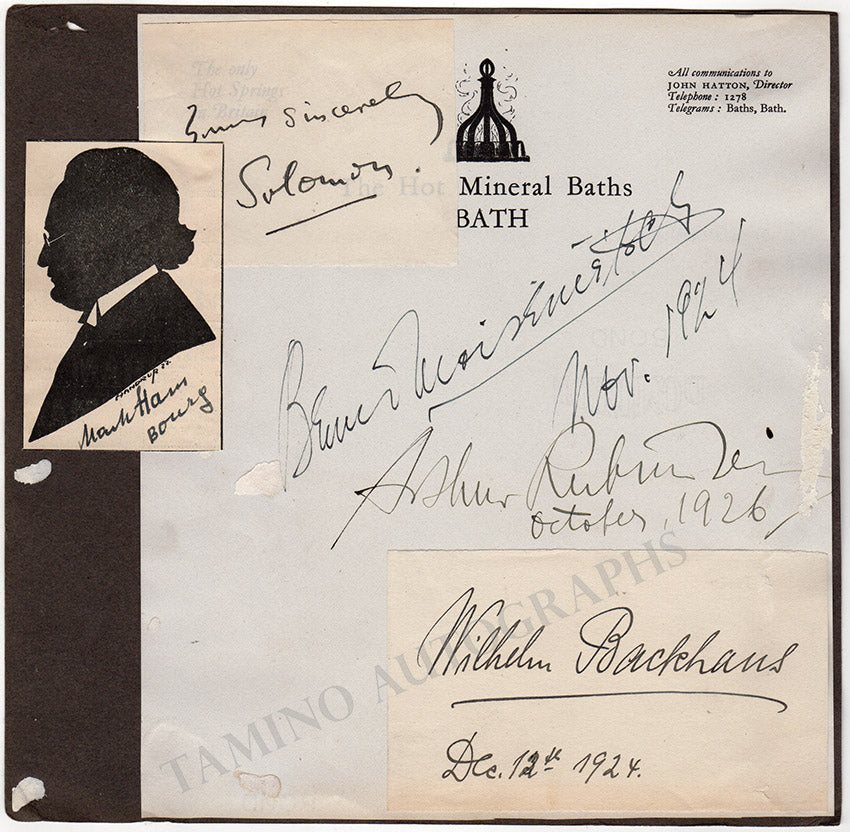 The only
Hot Springs
in Britain
Yours sincerely
Solomon.
All communications to
JOHN HATTON, Director
Telephone : 1278
Telegrams : Baths, Bath.
The Hot Mineral Baths
BATH
Benno Moiseiwitsch
Nov. 1924
Mark Ham
bourg
Arthur Rubinstein
October, 1926
Wilhelm Backhaus
Dec. 12th 1924.
TAMINO AUTOGRAPHS